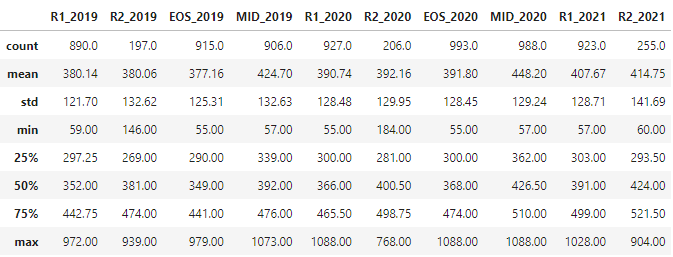 R1_2019 R2_2019 EOS_2019 MID_2019 R1_2020 R2_2020 EOS_2020 MID_2020 R1_2021 R2_2021
count 890.0 197.0 915.0 906.0 927.0 206.0 993.0 988.0 923.0 255.0
mean 380.14 380.06 377.16 424.70 390.74 392.16 391.80 448.20 407.67 414.75
std 121.70 132.62 125.31 132.63 128.48 129.95 128.45 129.24 128.71 141.69
min 59.00 146.00 55.00 57.00 55.00 184.00 55.00 57.00 57.00 60.00
25% 297.25 269.00 290.00 339.00 300.00 281.00 300.00 362.00 303.00 293.50
50% 352.00 381.00 349.00 392.00 366.00 400.50 368.00 426.50 391.00 424.00
75% 442.75 474.00 441.00 476.00 465.50 498.75 474.00 510.00 499.00 521.50
max 972.00 939.00 979.00 1073.00 1088.00 768.00 1088.00 1088.00 1028.00 904.00